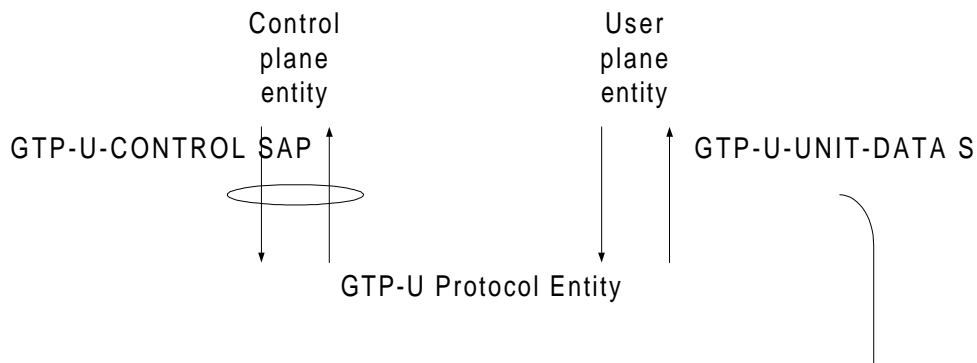 Control
plane
entity
User
plane
entity
GTP-U-CONTROL SAP
GTP-U-UNIT-DATA S
GTP-U Protocol Entity